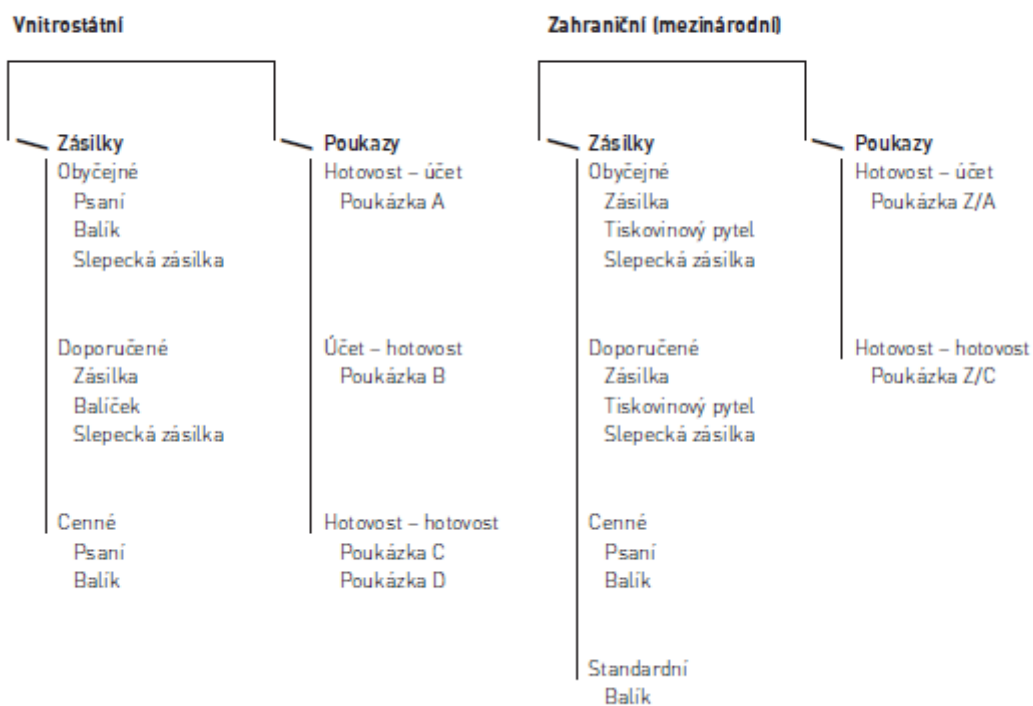 Vnitrostátní
Zásilky
Obyčejné
Psaní
Balík
Slepecká zásilka
Doporučené
Zásilka
Balíček
Slepecká zásilka
Cenné
Psaní
Balík
Poukazy
Hotovost – účet
Poukázka A
Účet – hotovost
Poukázka B
Hotovost – hotovost
Poukázka C
Poukázka D
Zahraniční (mezinárodní)
Zásilky
Obyčejné
Zásilka
Tiskovinový pytel
Slepecká zásilka
Doporučené
Zásilka
Tiskovinový pytel
Slepecká zásilka
Cenné
Psaní
Balík
Standardní
Balík
Poukazy
Hotovost – účet
Poukázka Z/A
Hotovost – hotovost
Poukázka Z/C